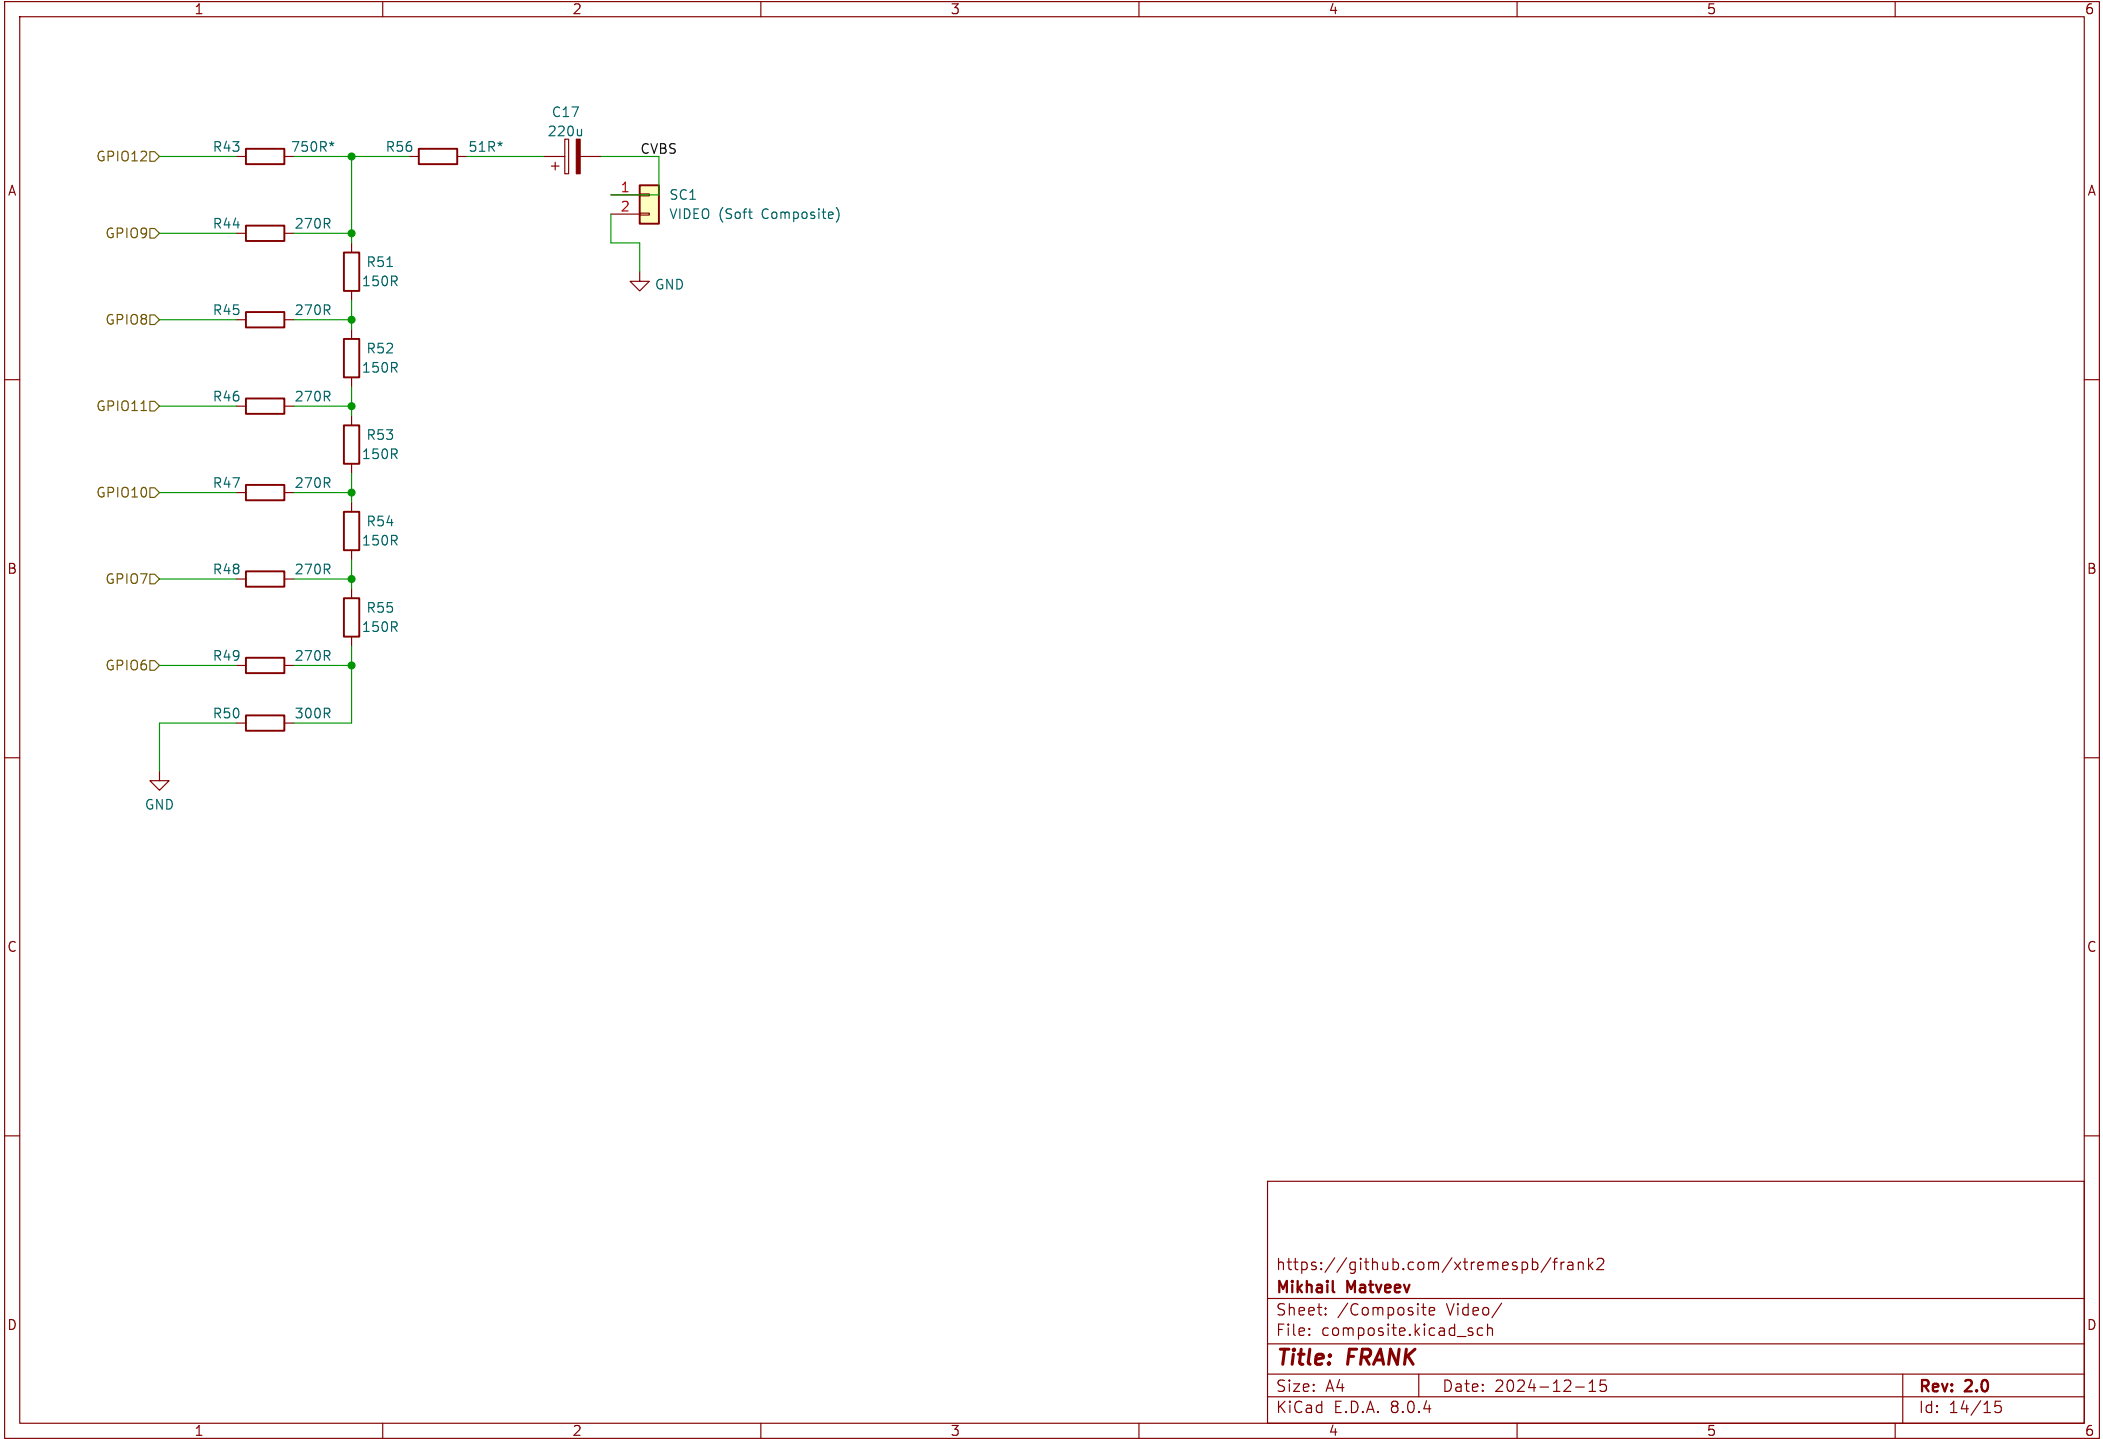 1 2 3 4 5 6
C17
220u
GPIO12 R43 750R* R56 51R* + CVBS
A 1 SC1 A
2 VIDEO (Soft Composite)
GPIO9 R44 270R
R51
150R
GND
GPIO8 R45 270R
R52
150R
GPIO11 R46 270R
R53
150R
GPIO10 R47 270R
R54
150R
B GPIO7 R48 270R B
R55
150R
GPIO6 R49 270R
R50 300R
GND
C C
https://github.com/xtremespb/frank2
Mikhail Matveev
Sheet: /Composite Video/
D File: composite.kicad_sch D
Title: FRANK
Size: A4 Date: 2024-12-15 Rev: 2.0
KiCad E.D.A. 8.0.4 Id: 14/15
1 2 3 4 5 6